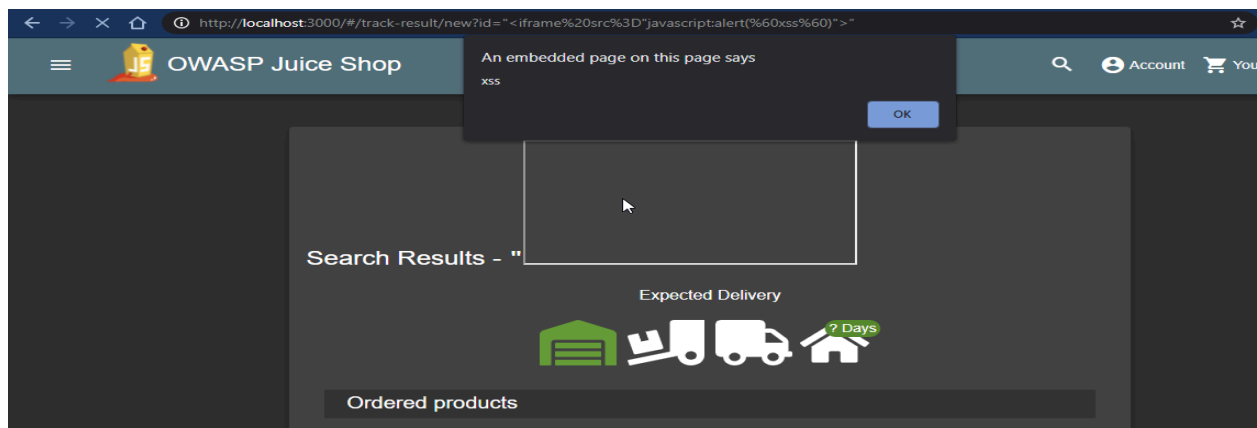 http://localhost:3000/#/track-result/new?id="<iframe%20src%3D"javascript:alert(%60xss%60)">"
OWASP Juice Shop
An embedded page on this page says
xss
OK
Account
You
JS
Search Results - "
Expected Delivery
? Days
Ordered products